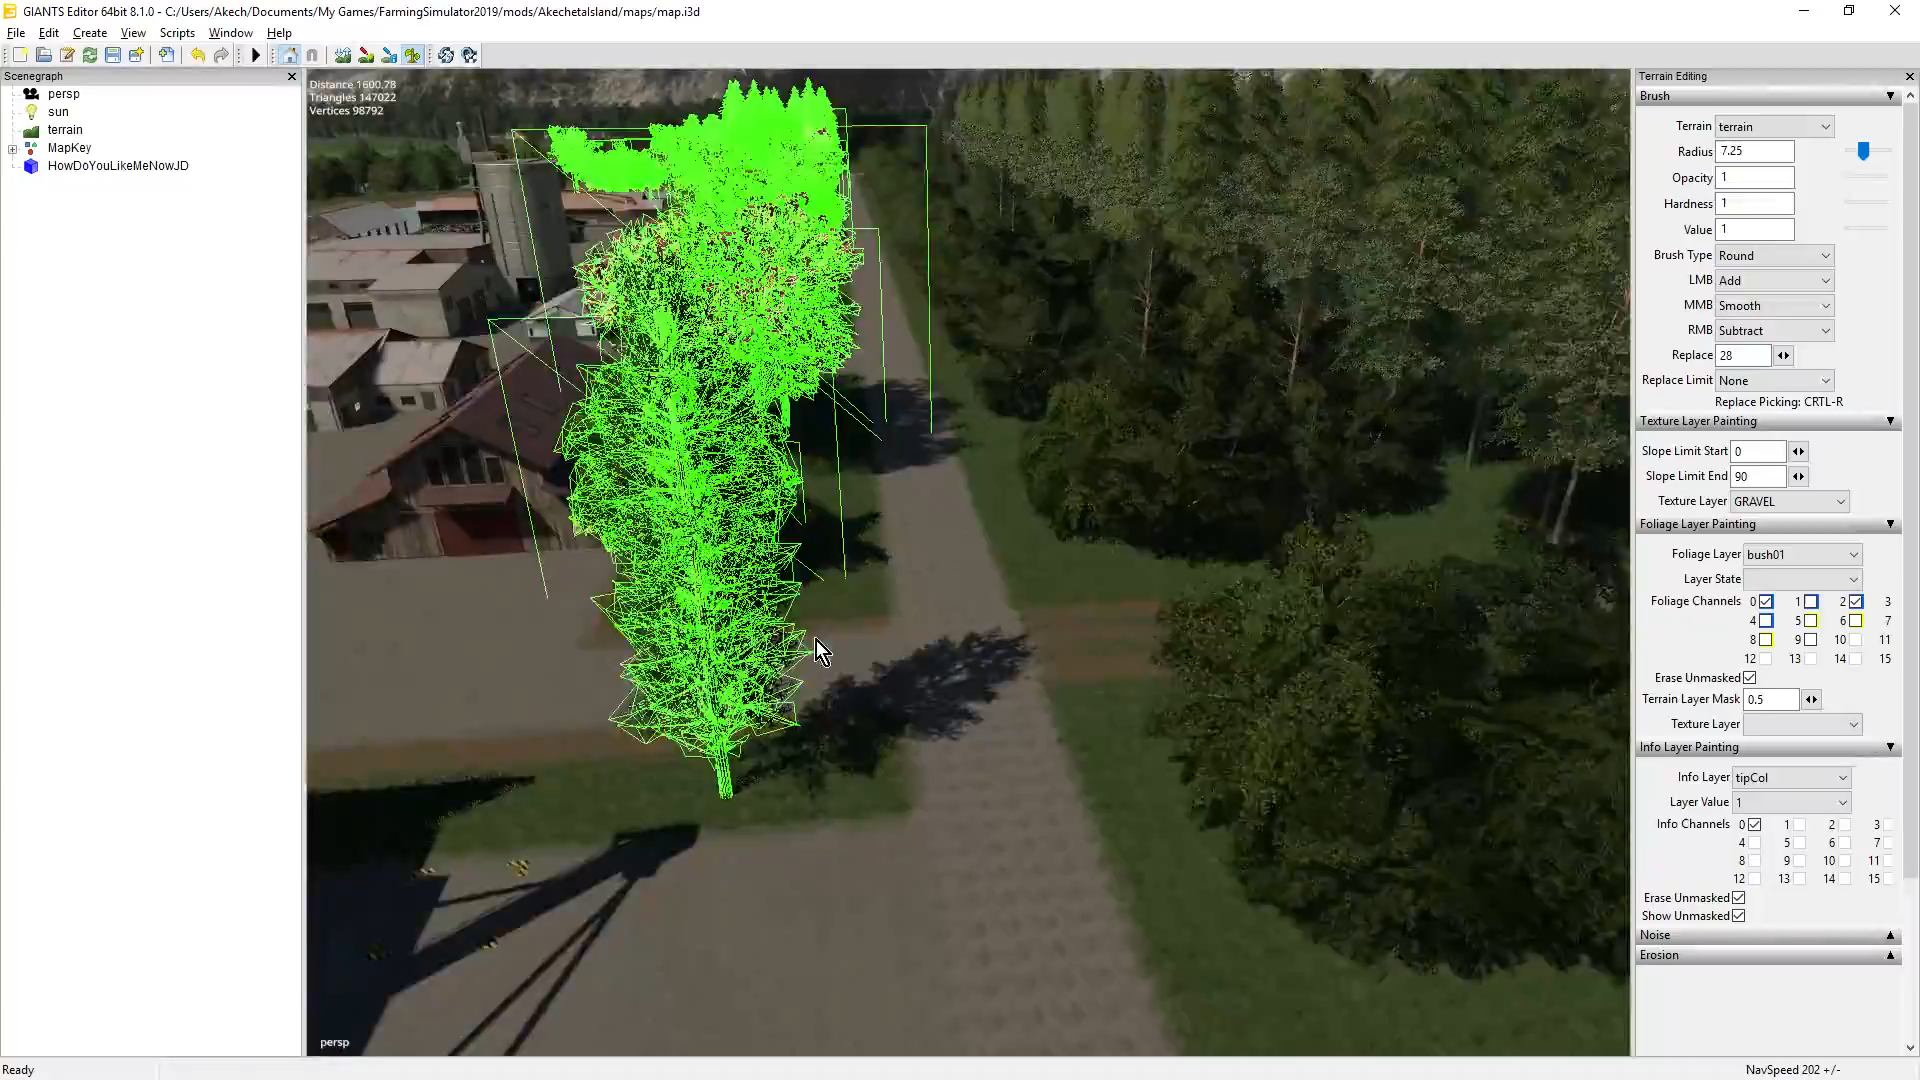 GIANTS Editor 64bit 8.1.0 - C:/Users/Akech/Documents/My Games/FarmingSimulator2019/mods/AkechetaIsland/maps/map.i3d
File Edit Create View Scripts Window Help
Scenegraph
persp
sun
terrain
MapKey
HowDoYouLikeMeNowJD
Distance 1600.78
Triangles 147022
Vertices 98792
persp
Terrain Editing
Brush
Terrain terrain
Radius 7.25
Opacity 1
Hardness 1
Value 1
Brush Type Round
LMB Add
MMB Smooth
RMB Subtract
Replace 28
Replace Limit None
Replace Picking: CRTL-R
Texture Layer Painting
Slope Limit Start 0
Slope Limit End 90
Texture Layer GRAVEL
Foliage Layer Painting
Foliage Layer bush01
Layer State
Foliage Channels 0 1 2 3
4 5 6 7
8 9 10 11
12 13 14 15
Erase Unmasked
Terrain Layer Mask 0.5
Texture Layer
Info Layer Painting
Info Layer tipCol
Layer Value 1
Info Channels 0 1 2 3
4 5 6 7
8 9 10 11
12 13 14 15
Erase Unmasked
Show Unmasked
Noise
Erosion
Ready
NavSpeed 202 +/-